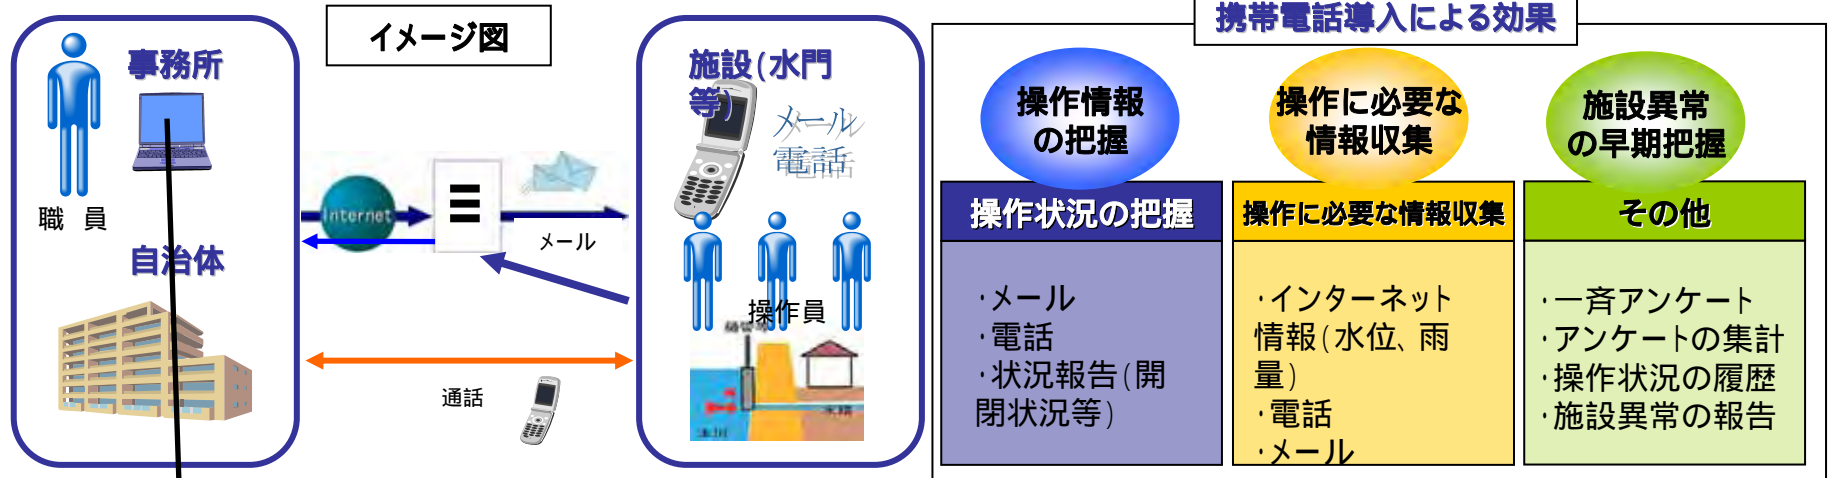 イメージ図
事務所
職 員
自治体
Internet
メール
通話
施設(水門
等)
メール
電話
操作員
水路
携帯電話導入による効果
操作情報
の把握
操作状況の把握
・メール
・電話
・状況報告(開
閉状況等)
操作に必要な
情報収集
操作に必要な情報収集
・インターネット
情報(水位、雨
量)
・電話
・メール
施設異常
の早期把握
その他
・一斉アンケート
・アンケートの集計
・操作状況の履歴
・施設異常の報告